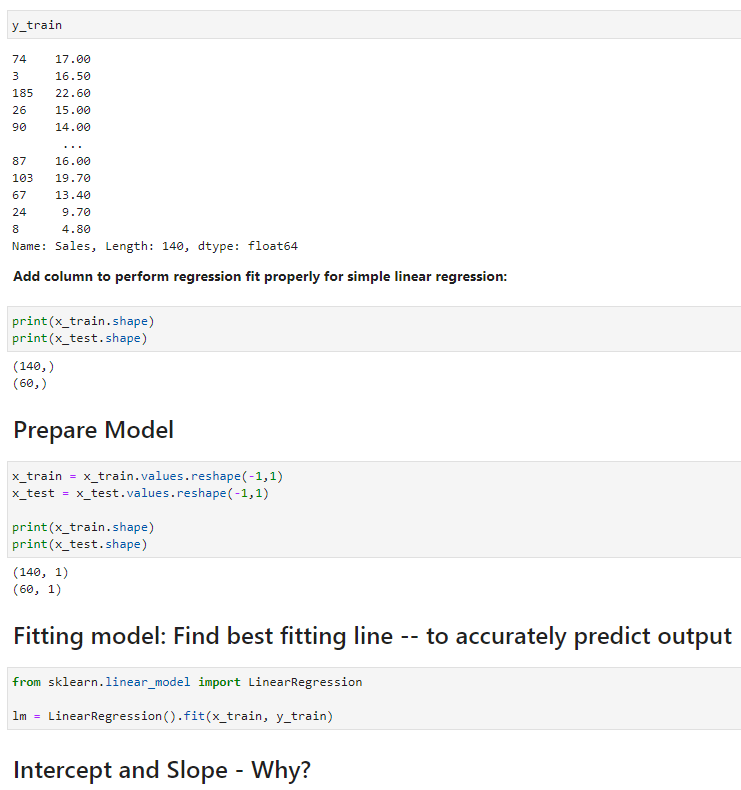 y_train
74    17.00
3     16.50
185   22.60
26    15.00
90    14.00
...
87    16.00
103   19.70
67    13.40
24     9.70
8      4.80
Name: Sales, Length: 140, dtype: float64
Add column to perform regression fit properly for simple linear regression:
print(x_train.shape)
print(x_test.shape)
(140,)
(60,)
Prepare Model
x_train = x_train.values.reshape(-1,1)
x_test = x_test.values.reshape(-1,1)
print(x_train.shape)
print(x_test.shape)
(140, 1)
(60, 1)
Fitting model: Find best fitting line -- to accurately predict output
from sklearn.linear_model import LinearRegression
lm = LinearRegression().fit(x_train, y_train)
Intercept and Slope - Why?